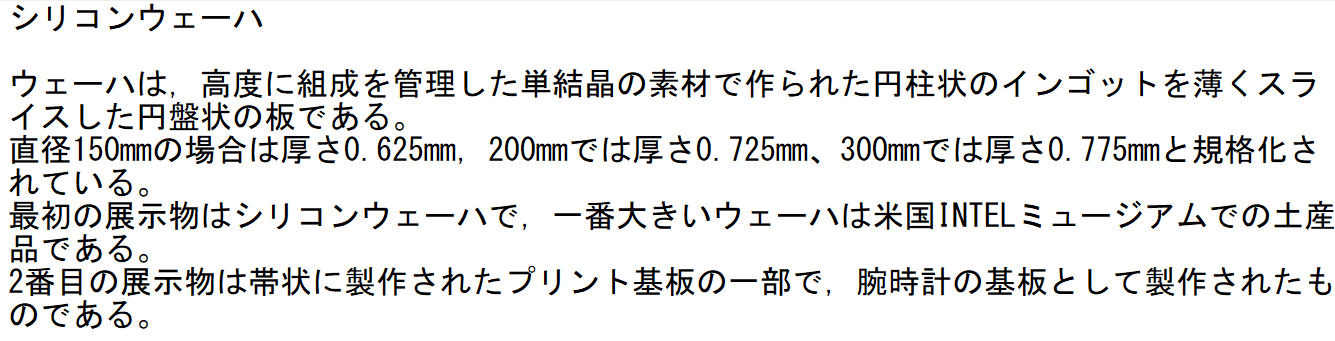 シリコンウェーハ
ウェーハは，高度に組成を管理した単結晶の素材で作られた円柱状のインゴットを薄くスラ
イスした円盤状の板である。
直径150mmの場合は厚さ0.625mm，200mmでは厚さ0.725mm、300mmでは厚さ0.775mmと規格化さ
れている。
最初の展示物はシリコンウェーハで，一番大きいウェーハは米国INTELミュージアムでの土産
品である。
2番目の展示物は帯状に製作されたプリント基板の一部で，腕時計の基板として製作されたも
のである。